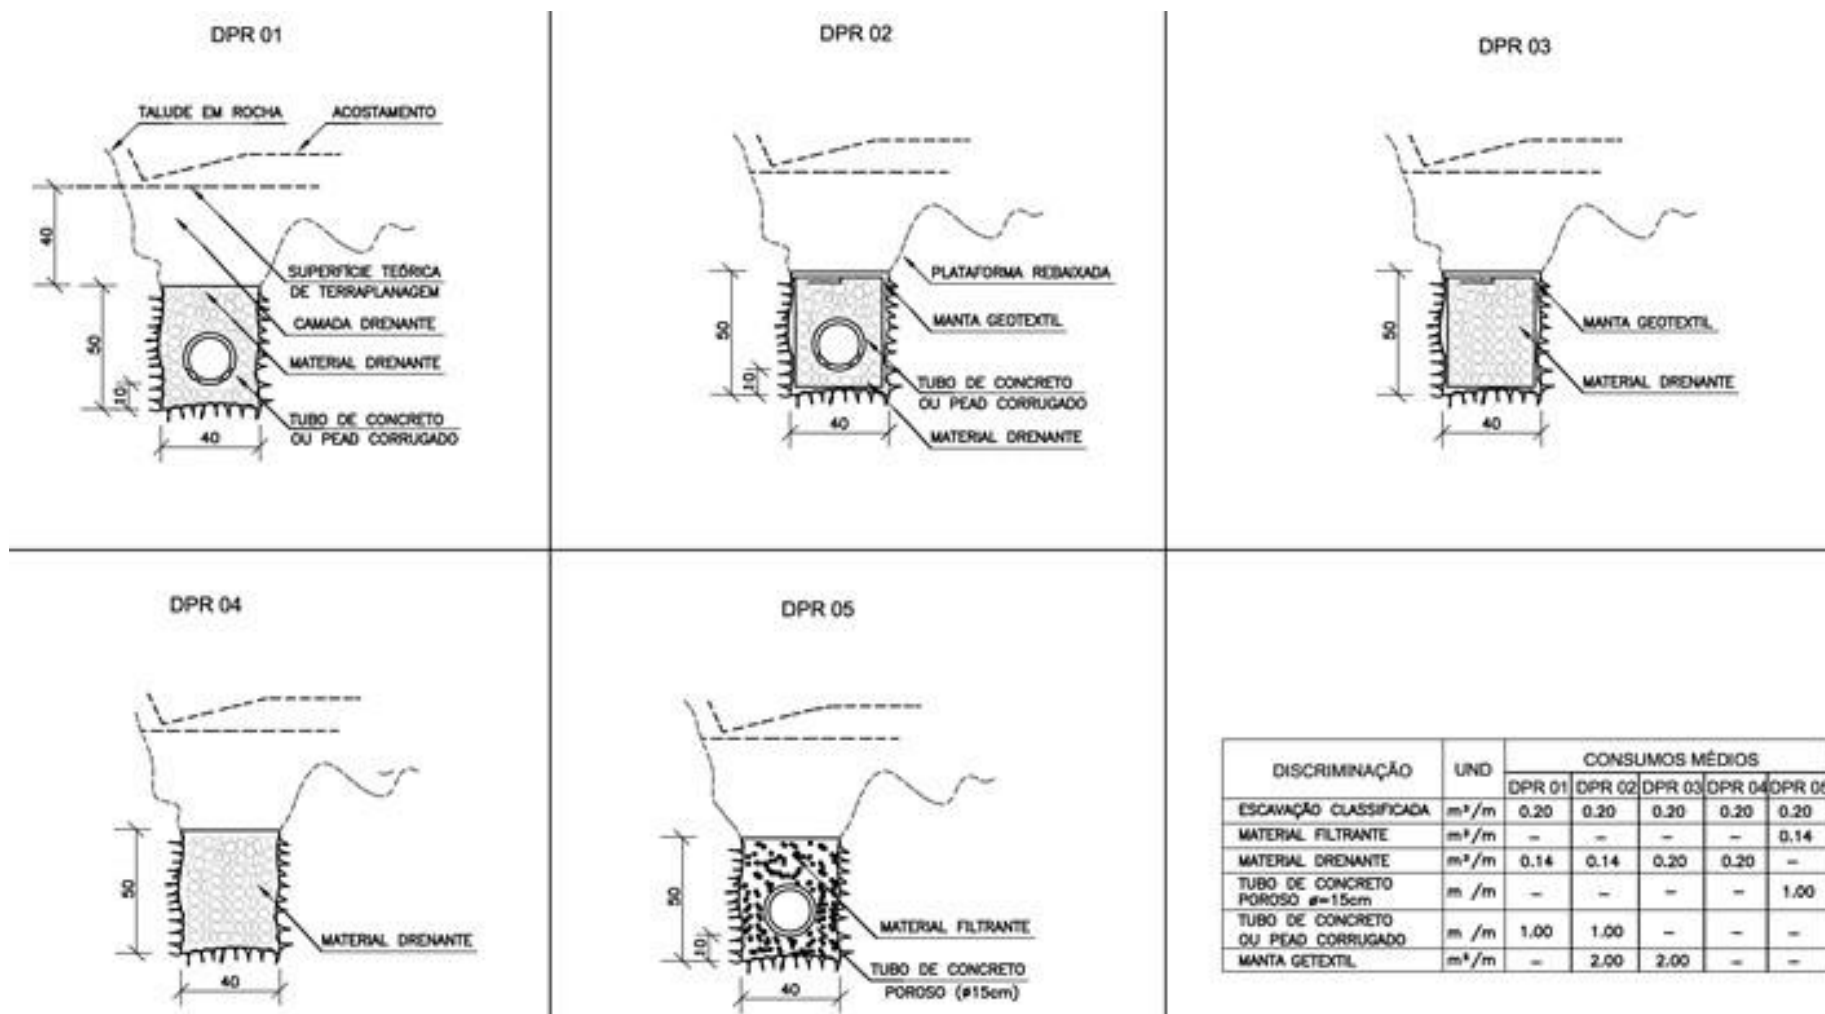 DPR 01
TALUDE EM ROCHA
ACOSTAMENTO
40
SUPERFÍCIE TEÓRICA
DE TERRAPLANAGEM
CAMADA DRENANTE
50
MATERIAL DRENANTE
10
TUBO DE CONCRETO
OU PEAD CORRUGADO
40
DPR 02
PLATAFORMA REBAIXADA
50
MANTA GEOTEXTIL
10
TUBO DE CONCRETO
OU PEAD CORRUGADO
MATERIAL DRENANTE
40
DPR 03
50
MANTA GEOTEXTIL
MATERIAL DRENANTE
40
DPR 04
50
MATERIAL DRENANTE
40
DPR 05
50
MATERIAL FILTRANTE
10
TUBO DE CONCRETO
POROSO (ø15cm)
40
DISCRIMINAÇÃO UND CONSUMOS MÉDIOS
DPR 01 DPR 02 DPR 03 DPR 04 DPR 05
ESCAVAÇÃO CLASSIFICADA m³/m 0.20 0.20 0.20 0.20 0.20
MATERIAL FILTRANTE m³/m – – – – 0.14
MATERIAL DRENANTE m³/m 0.14 0.14 0.20 0.20 –
TUBO DE CONCRETO
POROSO ø=15cm m /m – – – – 1.00
TUBO DE CONCRETO
OU PEAD CORRUGADO m /m 1.00 1.00 – – –
MANTA GETEXTIL m²/m – 2.00 2.00 – –